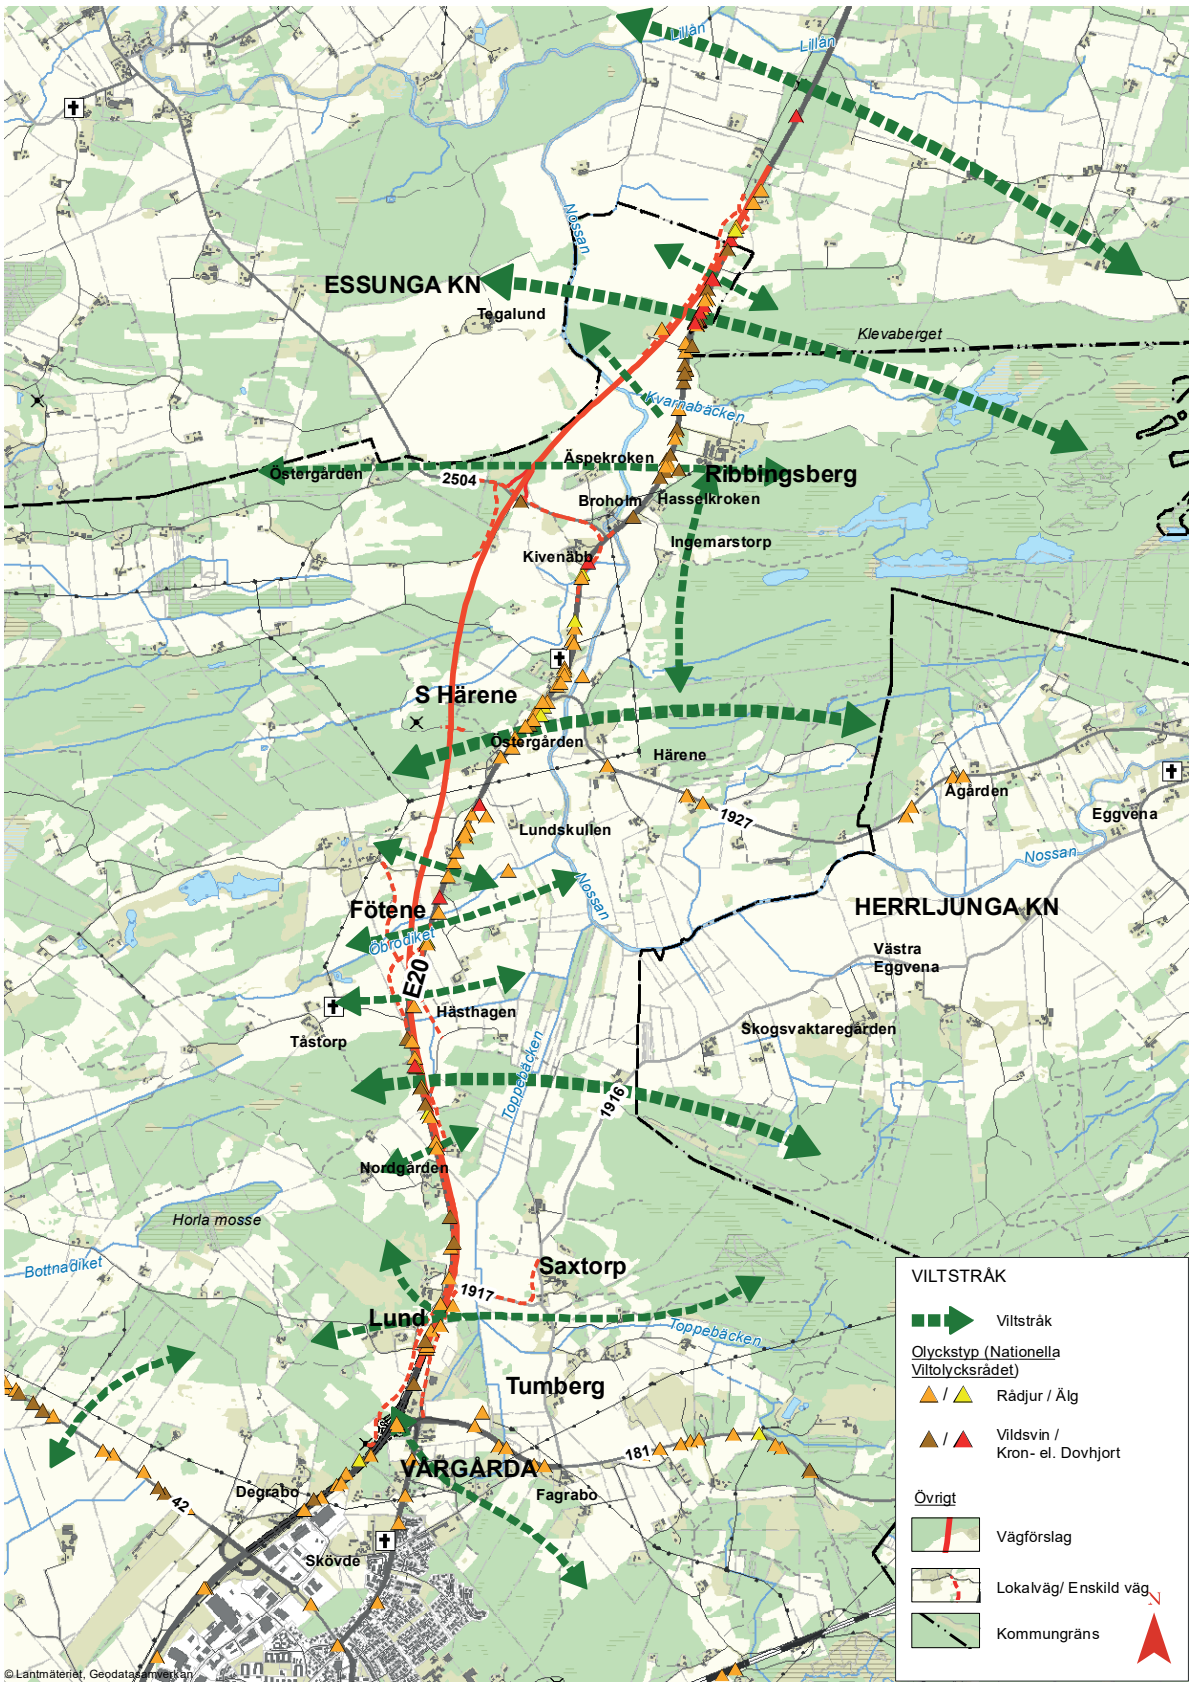 Lillån
Lillån
Nossan
ESSUNGA KN
Tegalund
Klevaberget
Kvarnabäcken
Äspekroken
Östergården
2504
Ribbingsberg
Broholm
Hasselkroken
Ingemarstorp
Kivenäbb
S Härene
Östergården
Härene
Ågården
Eggvena
1927
Lundskullen
Nossan
Nossan
Fötene
HERRLJUNGA KN
Öbrodiket
Västra
Eggvena
E20
Hästhagen
Skogsvaktaregården
Tåstorp
Toppebäcken
1916
Nordgården
Horla mosse
Bottnadiket
Saxtorp
1917
Lund
Toppebäcken
Tumberg
181
VÅRGÅRDA
Degrabo
Fagrabo
42
Skövde
VILTSTRÅK
Viltstråk
Olyckstyp (Nationella
Viltolycksrådet)
/ Rådjur / Älg
/ Vildsvin /
Kron- el. Dovhjort
Övrigt
Vägförslag
Lokalväg/ Enskild väg
N
Kommungräns
© Lantmäteriet, Geodatasamverkan